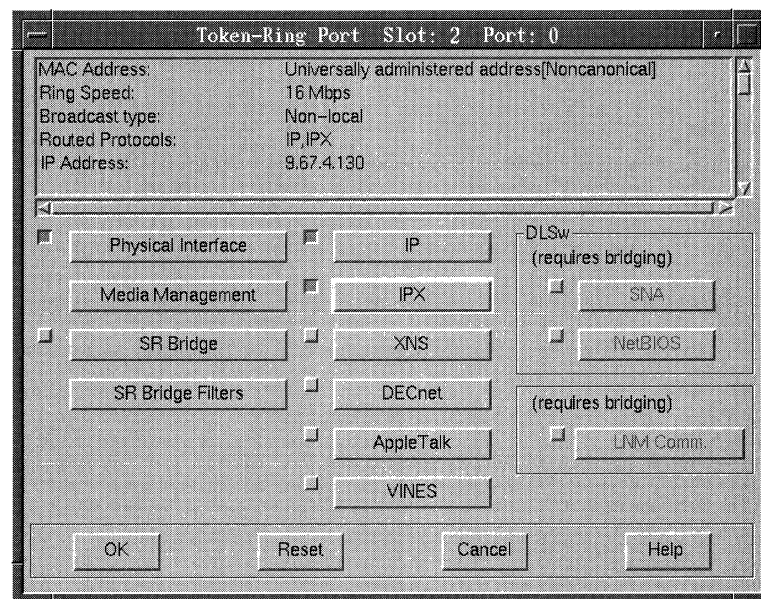 Token-Ring Port Slot: 2 Port: 0
MAC Address: Universally administered address[Noncanonical]
Ring Speed: 16 Mbps
Broadcast type: Non-local
Routed Protocols: IP,IPX
IP Address: 9.67.4.130
Physical Interface
IP
DLSw
(requires bridging)
Media Management
IPX
SNA
SR Bridge
XNS
NetBIOS
SR Bridge Filters
DECnet
(requires bridging)
AppleTalk
LNM Comm.
VINES
OK
Reset
Cancel
Help